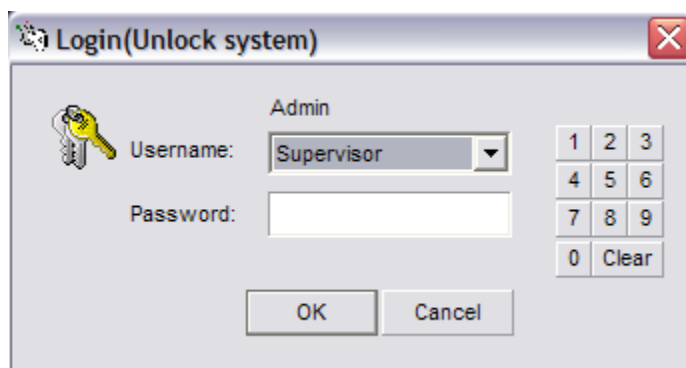 Login(Unlock system)
Admin
Username: Supervisor
Password:
1 2 3
4 5 6
7 8 9
0 Clear
OK Cancel